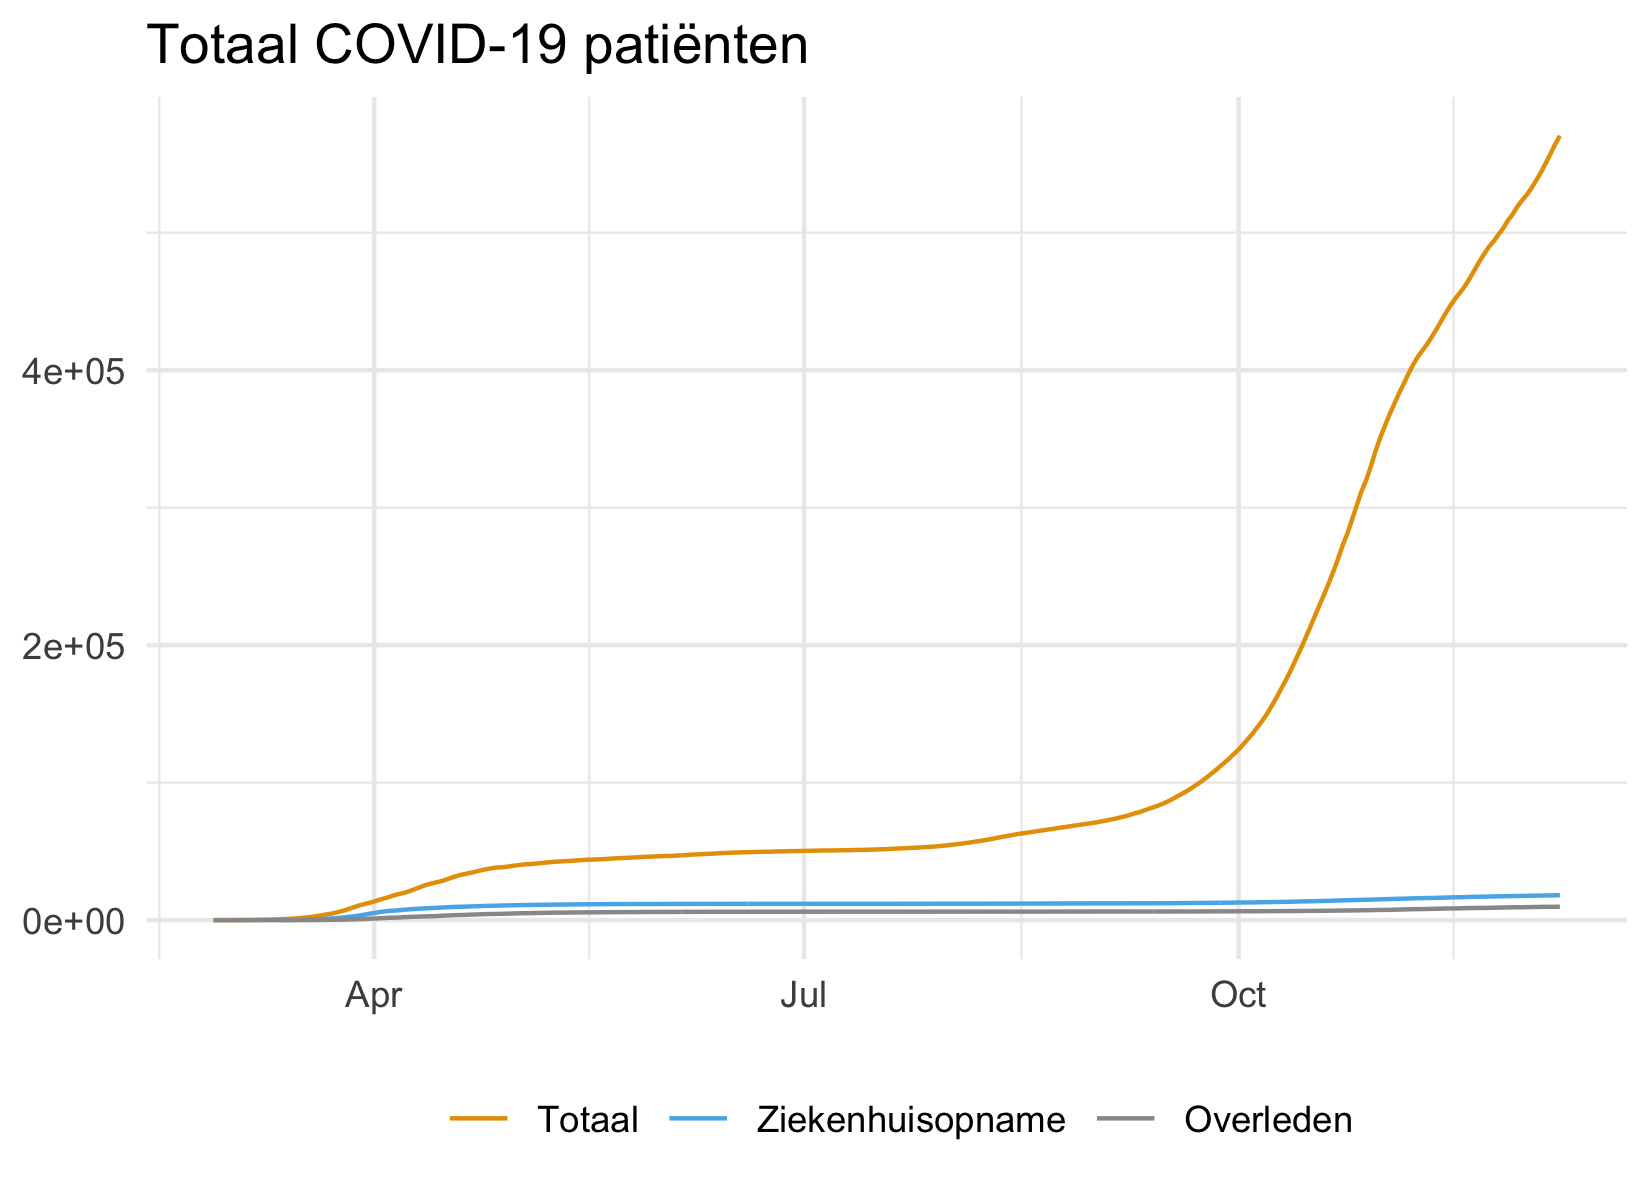 Totaal COVID-19 patiënten
4e+05
2e+05
0e+00
Apr Jul Oct
Totaal Ziekenhuisopname Overleden